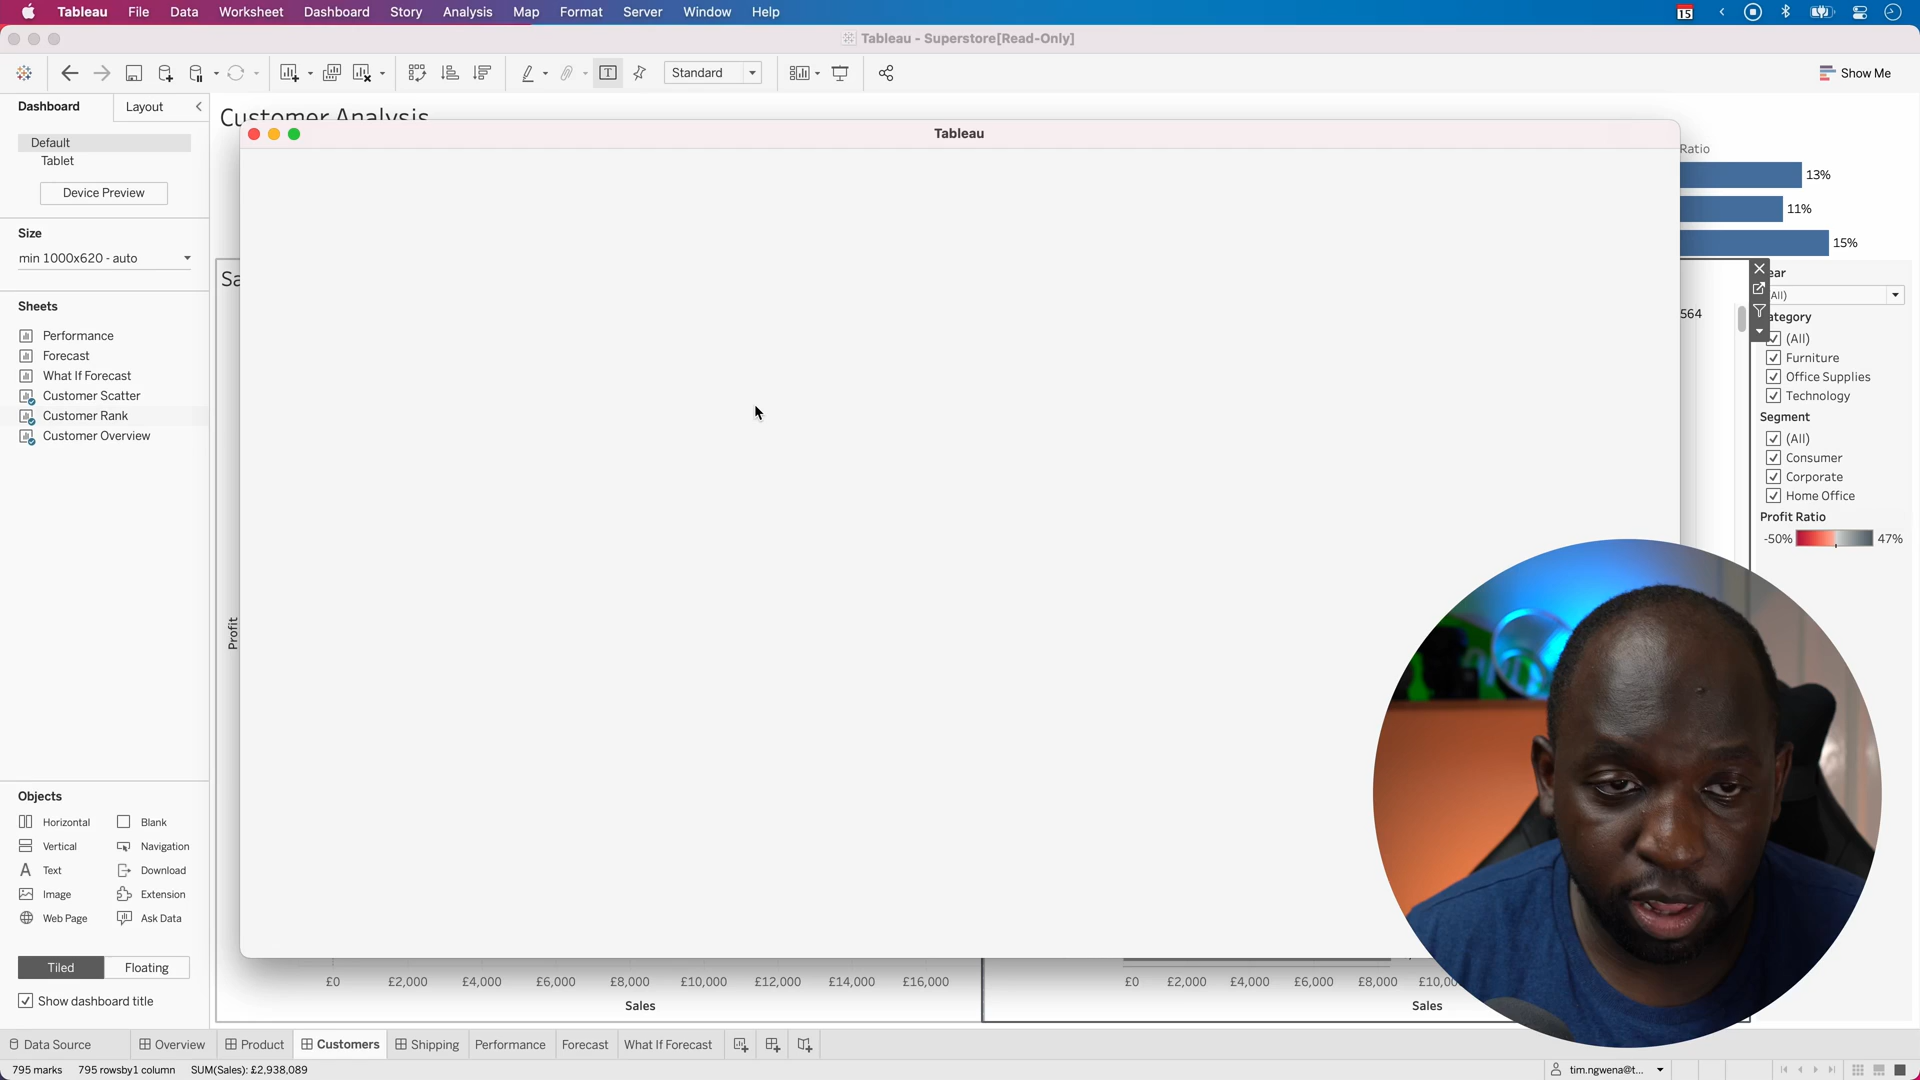 Tableau File Data Worksheet Dashboard Story Analysis Map Format Server Window Help 15
Tableau - Superstore[Read-Only]
Standard
Show Me
Dashboard Layout
Default
Tablet
Device Preview
Size
min 1000x620 - auto
Sheets
Performance
Forecast
What If Forecast
Customer Scatter
Customer Rank
Customer Overview
Objects
Horizontal Blank
Vertical Navigation
Text Download
Image Extension
Web Page Ask Data
Tiled Floating
Show dashboard title
Customer Analysis
Tableau
Ratio
13%
11%
15%
Sa
564
ear
(All)
ategory
(All)
Furniture
Office Supplies
Technology
Segment
(All)
Consumer
Corporate
Home Office
Profit Ratio
-50% 47%
Profit
£0 £2,000 £4,000 £6,000 £8,000 £10,000 £12,000 £14,000 £16,000
Sales
£0 £2,000 £4,000 £6,000 £8,000 £10,00
Sales
Data Source Overview Product Customers Shipping Performance Forecast What If Forecast
795 marks 795 rowsby1 column SUM(Sales): £2,938,089
tim.ngwena@t...